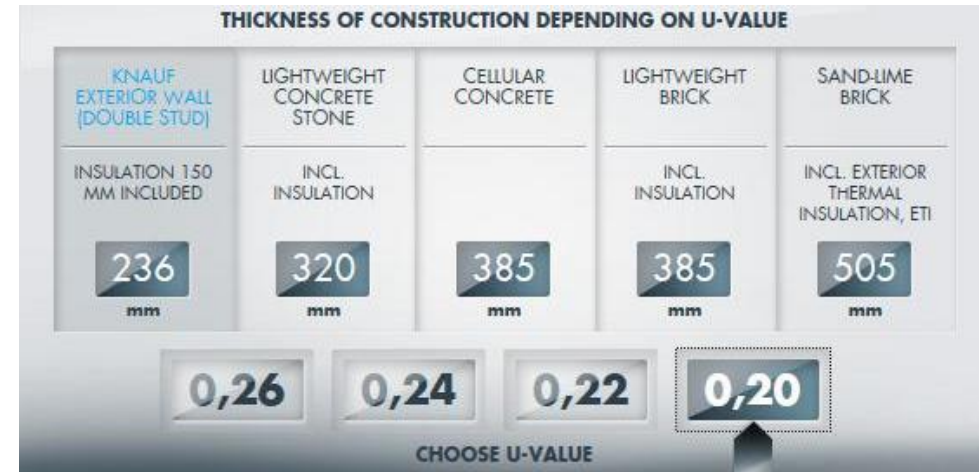 THICKNESS OF CONSTRUCTION DEPENDING ON U-VALUE
KNAUF
EXTERIOR WALL
(DOUBLE STUD)
INSULATION 150
MM INCLUDED
236
mm
LIGHTWEIGHT
CONCRETE
STONE
INCL.
INSULATION
320
mm
CELLULAR
CONCRETE
385
mm
LIGHTWEIGHT
BRICK
INCL.
INSULATION
385
mm
SAND-LIME
BRICK
INCL. EXTERIOR
THERMAL
INSULATION, ETI
505
mm
0,26 0,24 0,22 0,20
CHOOSE U-VALUE